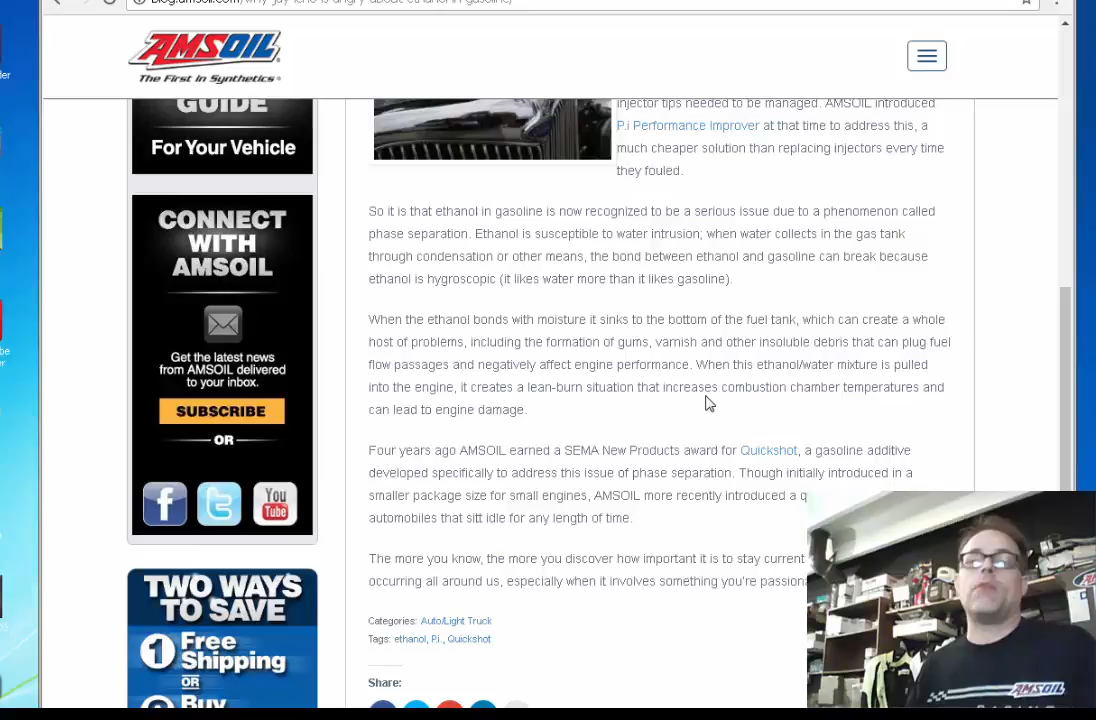 AMSOIL
The First in Synthetics®
GUIDE
For Your Vehicle
CONNECT
WITH
AMSOIL
Get the latest news
from AMSOIL delivered
to your inbox.
SUBSCRIBE
OR
You
Tube
TWO WAYS
TO SAVE
1 Free
Shipping
OR
Buy
injector tips needed to be managed. AMSOIL introduced
P.i Performance Improver at that time to address this, a
much cheaper solution than replacing injectors every time
they fouled.
So it is that ethanol in gasoline is now recognized to be a serious issue due to a phenomenon called
phase separation. Ethanol is susceptible to water intrusion; when water collects in the gas tank
through condensation or other means, the bond between ethanol and gasoline can break because
ethanol is hygroscopic (it likes water more than it likes gasoline).
When the ethanol bonds with moisture it sinks to the bottom of the fuel tank, which can create a whole
host of problems, including the formation of gums, varnish and other insoluble debris that can plug fuel
flow passages and negatively affect engine performance. When this ethanol/water mixture is pulled
into the engine, it creates a lean-burn situation that increases combustion chamber temperatures and
can lead to engine damage.
Four years ago AMSOIL earned a SEMA New Products award for Quickshot, a gasoline additive
developed specifically to address this issue of phase separation. Though initially introduced in a
smaller package size for small engines, AMSOIL more recently introduced a q
automobiles that sitt idle for any length of time.
The more you know, the more you discover how important it is to stay current
occurring all around us, especially when it involves something you're passiona
Categories: Auto/Light Truck
Tags: ethanol, P.i., Quickshot
Share:
AMSOIL